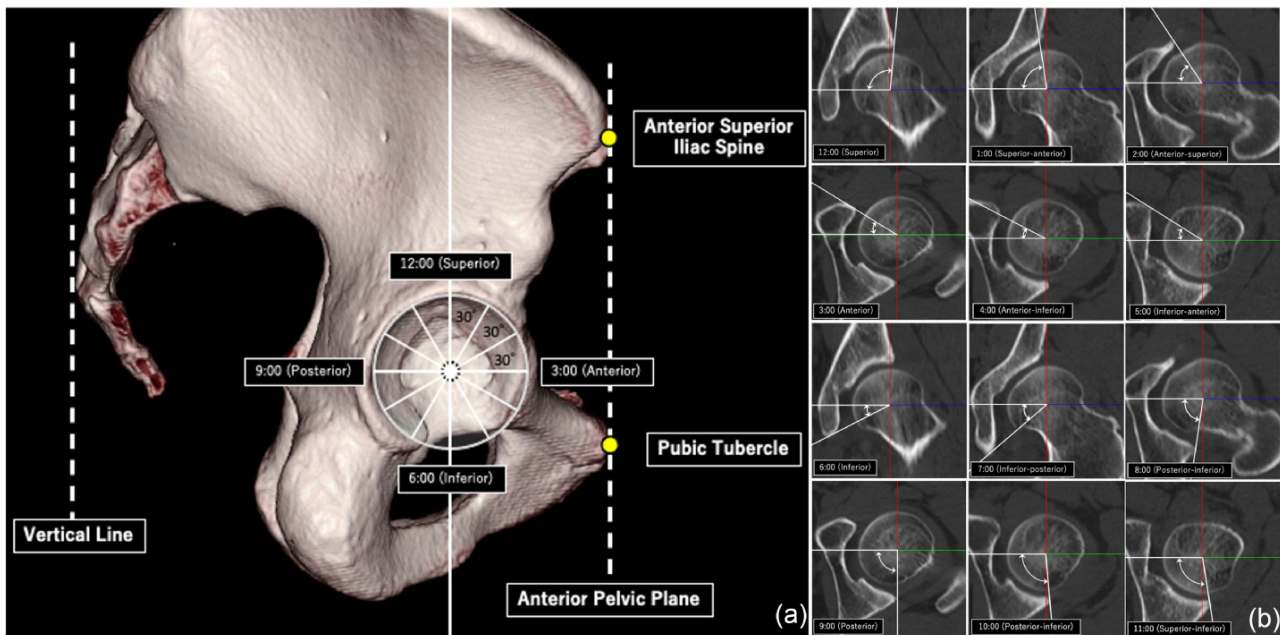 Anterior Superior
Iliac Spine
12:00 (Superior)
30°
30°
30°
9:00 (Posterior)
3:00 (Anterior)
Pubic Tubercle
6:00 (Inferior)
Vertical Line
Anterior Pelvic Plane
(a)
12:00 (Superior)
1:00 (Superior-anterior)
2:00 (Anterior-superior)
3:00 (Anterior)
4:00 (Anterior-inferior)
5:00 (Inferior-anterior)
6:00 (Inferior)
7:00 (Inferior-posterior)
8:00 (Posterior-inferior)
9:00 (Posterior)
10:00 (Posterior-inferior)
11:00 (Superior-inferior)
(b)